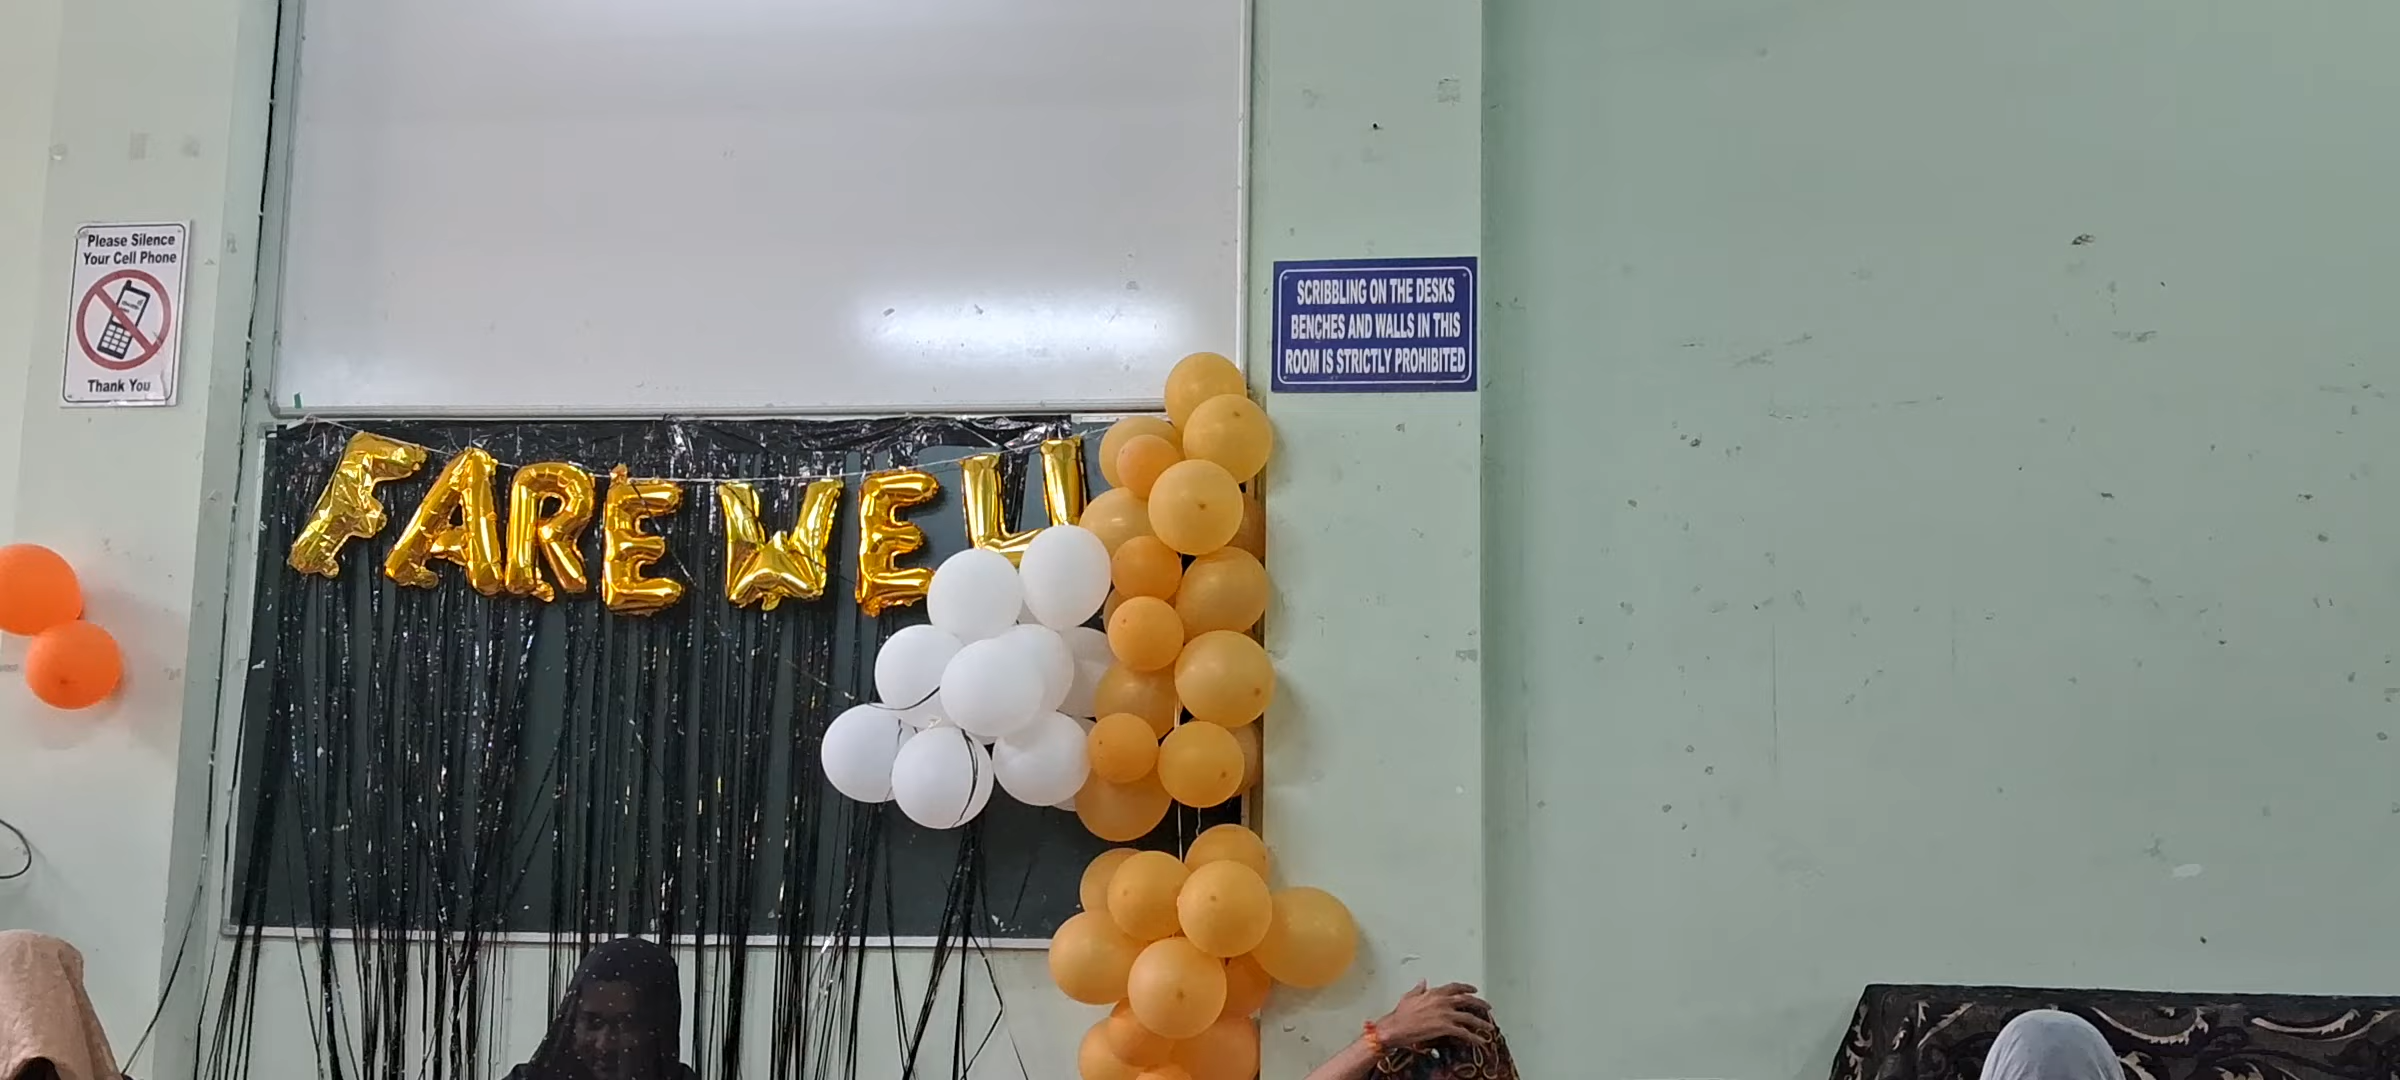 Please Silence
Your Cell Phone
Thank You
SCRIBBLING ON THE DESKS
BENCHES AND WALLS IN THIS
ROOM IS STRICTLY PROHIBITED
FAREWELL